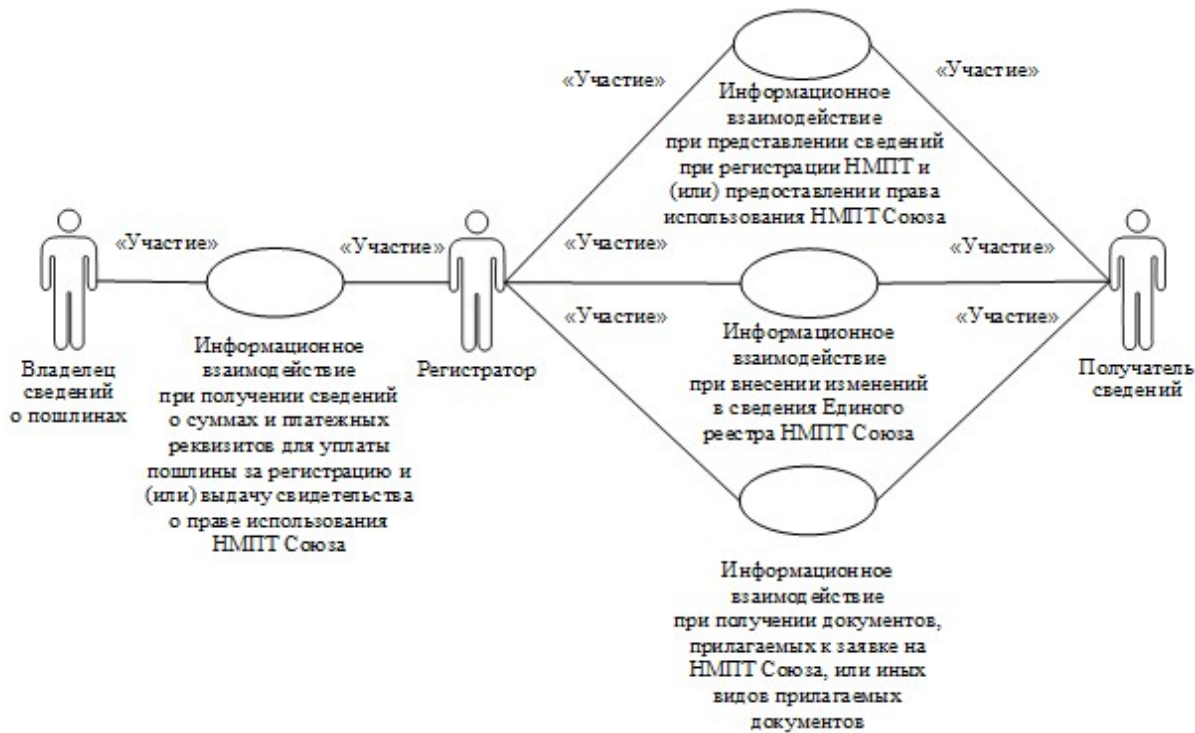 «Участие»
«Участие»
Информационное
взаимодействие
при представлении сведений
при регистрации НМПТ и
(или) предоставлении права
использования НМПТ Союза
«Участие»
«Участие»
«Участие»
«Участие»
Владелец
сведений
о пошлинах
Информационное
взаимодействие
при получении сведений
о суммах и платежных
реквизитов для уплаты
пошлины за регистрацию и
(или) выдачу свидетельства
о праве использования
НМПТ Союза
Регистратор
«Участие»
«Участие»
Информационное
взаимодействие
при внесении изменений
в сведения Единого
реестра НМПТ Союза
Получатель
сведений
Информационное
взаимодействие
при получении документов,
прилагаемых к заявке на
НМПТ Союза, или иных
видов прилагаемых
документов